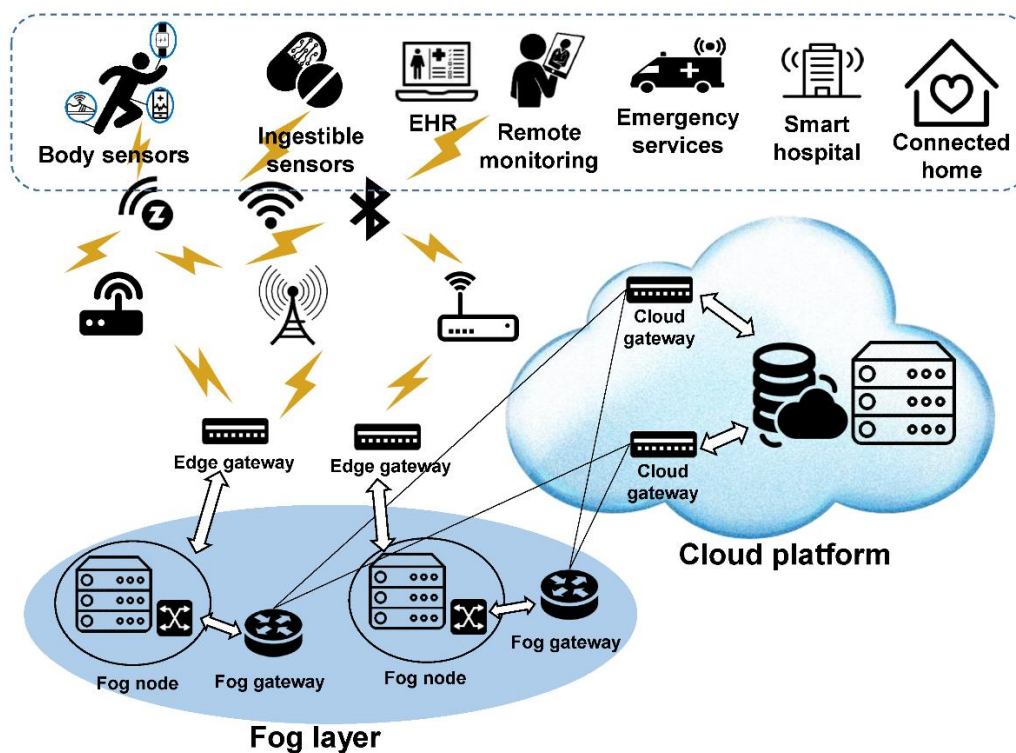 Body sensors
Ingestible
sensors
EHR
Remote
monitoring
Emergency
services
Smart
hospital
Connected
home
Z
Cloud
gateway
Edge gateway
Edge gateway
Cloud
gateway
Cloud platform
Fog node
Fog gateway
Fog node
Fog gateway
Fog layer